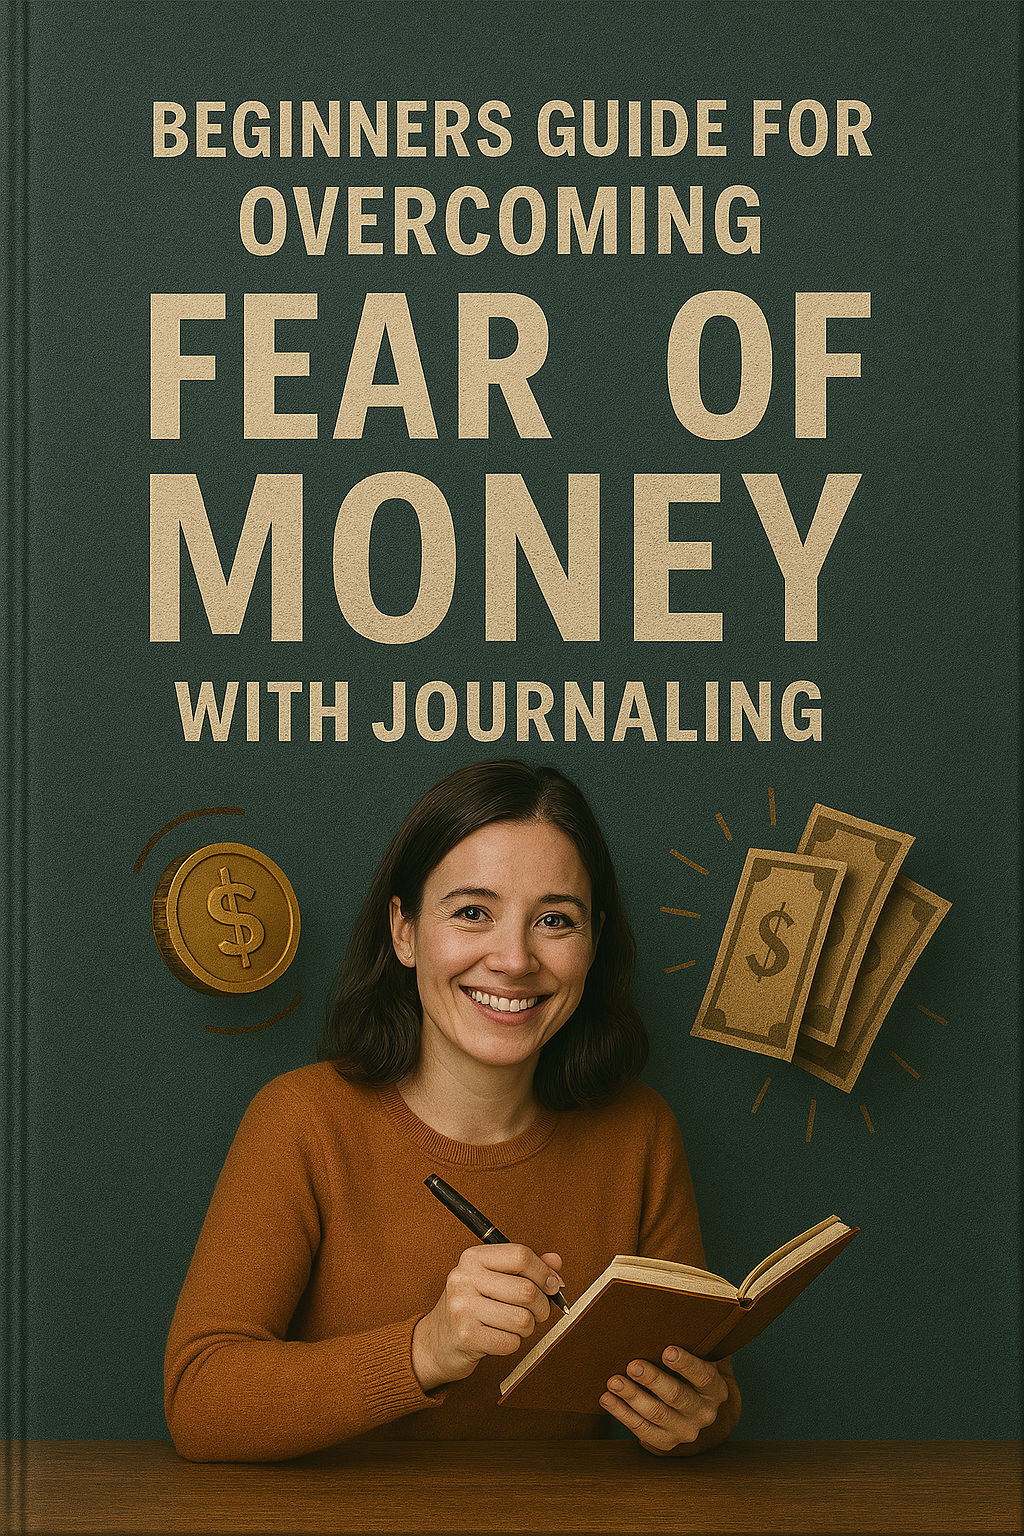 BEGINNERS GUIDE FOR
OVERCOMING
FEAR OF
MONEY
WITH JOURNALING
$
$